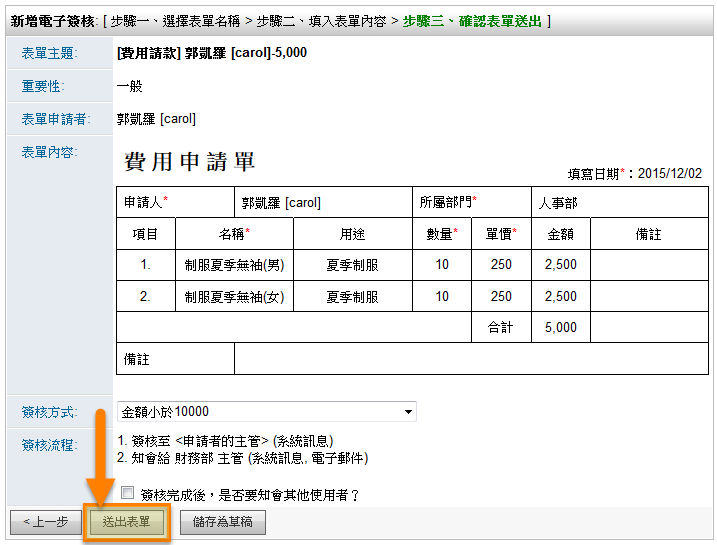 新增電子簽核: [ 步驟一、選擇表單名稱 > 步驟二、填入表單內容 > 步驟三、確認表單送出 ]
表單主題: [費用請款] 郭凱羅 [carol]-5,000
重要性: 一般
表單申請者: 郭凱羅 [carol]
表單內容:
費用申請單
填寫日期*：2015/12/02
申請人* 郭凱羅 [carol] 所屬部門* 人事部
項目 名稱* 用途 數量* 單價* 金額 備註
1. 制服夏季無袖(男) 夏季制服 10 250 2,500
2. 制服夏季無袖(女) 夏季制服 10 250 2,500
合計 5,000
備註
簽核方式: 金額小於10000
簽核流程: 1. 簽核至 <申請者的主管> (系統訊息)
2. 知會給 財務部 主管 (系統訊息, 電子郵件)
簽核完成後，是否要知會其他使用者？
< 上一步 送出表單 儲存為草稿